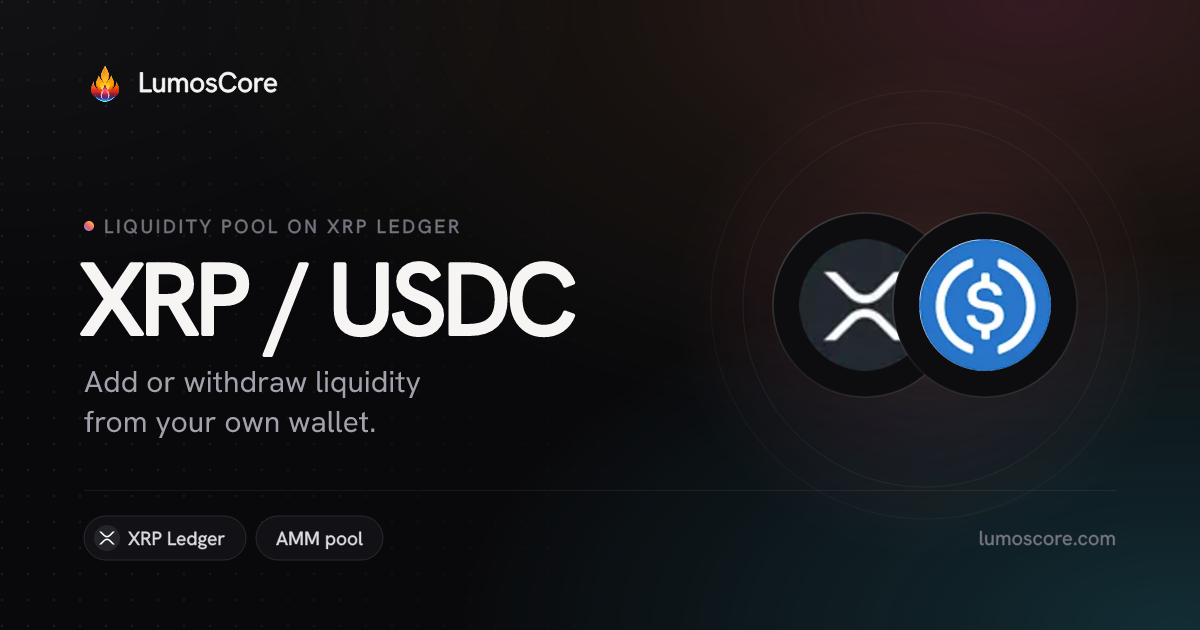 LumosCore
LIQUIDITY POOL ON XRP LEDGER
XRP / USDC
Add or withdraw liquidity
from your own wallet.
XRP Ledger
AMM pool
lumoscore.com